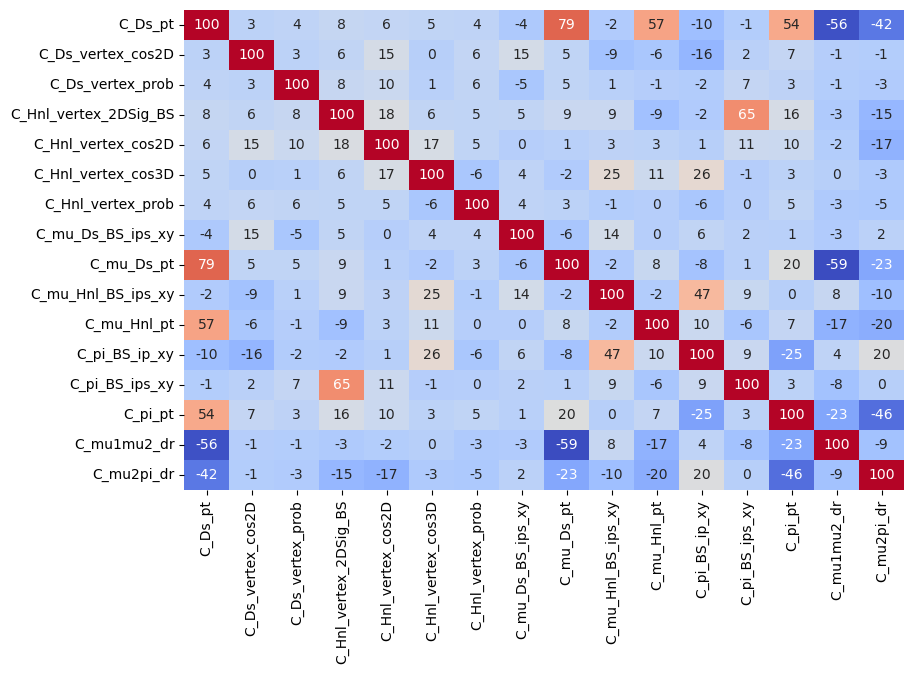 C_Ds_pt 100 3 4 8 6 5 4 -4 79 -2 57 -10 -1 54 -56 -42
C_Ds_vertex_cos2D 3 100 3 6 15 0 6 15 5 -9 -6 -16 2 7 -1 -1
C_Ds_vertex_prob 4 3 100 8 10 1 6 -5 5 1 -1 -2 7 3 -1 -3
C_Hnl_vertex_2DSig_BS 8 6 8 100 18 6 5 5 9 9 -9 -2 65 16 -3 -15
C_Hnl_vertex_cos2D 6 15 10 18 100 17 5 0 1 3 3 1 11 10 -2 -17
C_Hnl_vertex_cos3D 5 0 1 6 17 100 -6 4 -2 25 11 26 -1 3 0 -3
C_Hnl_vertex_prob 4 6 6 5 5 -6 100 4 3 -1 0 -6 0 5 -3 -5
C_mu_Ds_BS_ips_xy -4 15 -5 5 0 4 4 100 -6 14 0 6 2 1 -3 2
C_mu_Ds_pt 79 5 5 9 1 -2 3 -6 100 -2 8 -8 1 20 -59 -23
C_mu_Hnl_BS_ips_xy -2 -9 1 9 3 25 -1 14 -2 100 -2 47 9 0 8 -10
C_mu_Hnl_pt 57 -6 -1 -9 3 11 0 0 8 -2 100 10 -6 7 -17 -20
C_pi_BS_ip_xy -10 -16 -2 -2 1 26 -6 6 -8 47 10 100 9 -25 4 20
C_pi_BS_ips_xy -1 2 7 65 11 -1 0 2 1 9 -6 9 100 3 -8 0
C_pi_pt 54 7 3 16 10 3 5 1 20 0 7 -25 3 100 -23 -46
C_mu1mu2_dr -56 -1 -1 -3 -2 0 -3 -3 -59 8 -17 4 -8 -23 100 -9
C_mu2pi_dr -42 -1 -3 -15 -17 -3 -5 2 -23 -10 -20 20 0 -46 -9 100
C_Ds_pt
C_Ds_vertex_cos2D
C_Ds_vertex_prob
C_Hnl_vertex_2DSig_BS
C_Hnl_vertex_cos2D
C_Hnl_vertex_cos3D
C_Hnl_vertex_prob
C_mu_Ds_BS_ips_xy
C_mu_Ds_pt
C_mu_Hnl_BS_ips_xy
C_mu_Hnl_pt
C_pi_BS_ip_xy
C_pi_BS_ips_xy
C_pi_pt
C_mu1mu2_dr
C_mu2pi_dr